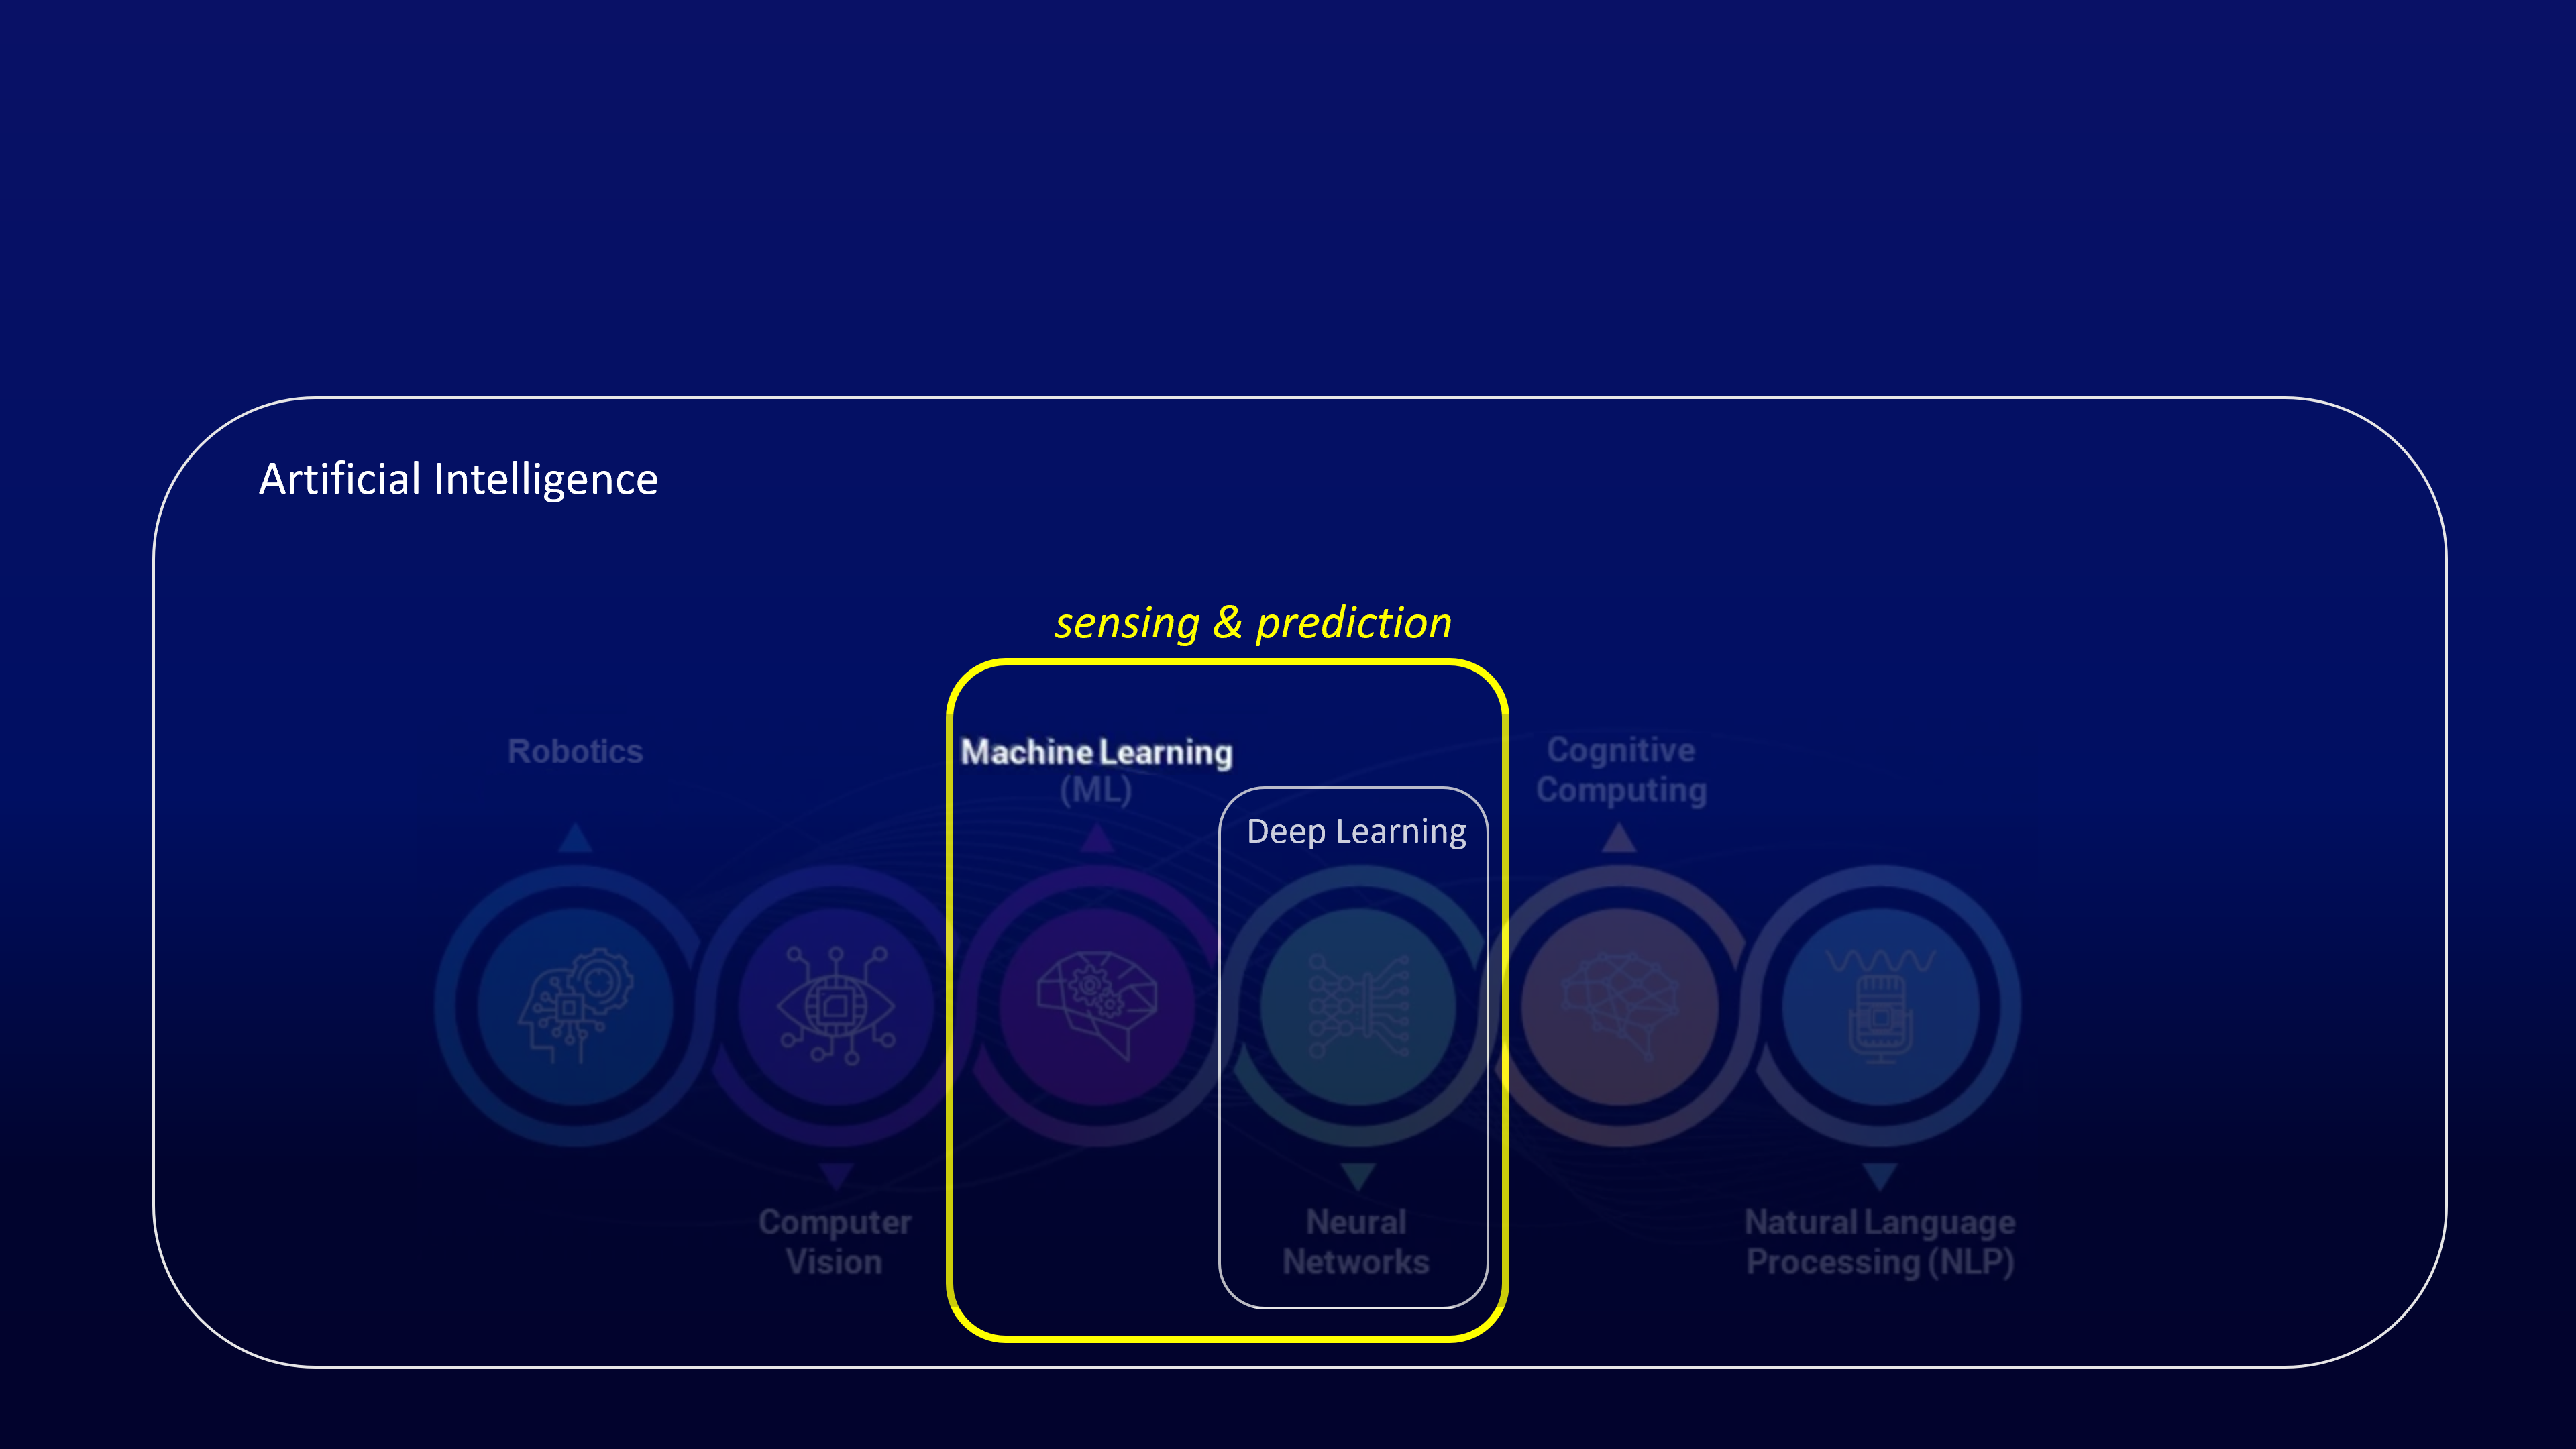 Artificial Intelligence
sensing & prediction
Robotics
Machine Learning
(ML)
Cognitive
Computing
Deep Learning
Computer
Vision
Neural
Networks
Natural Language
Processing (NLP)